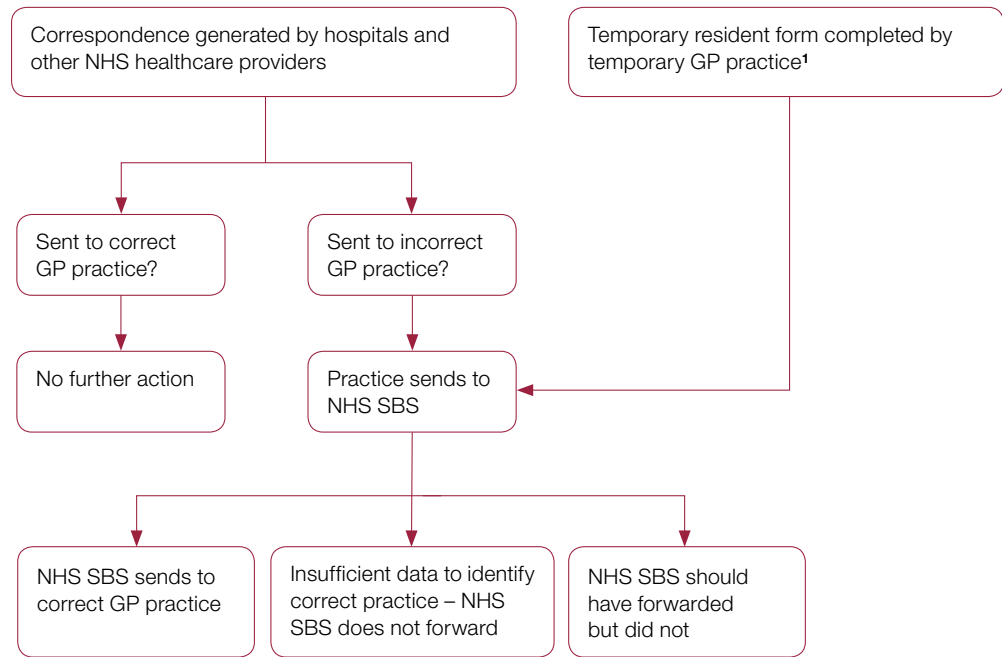 Correspondence generated by hospitals and
other NHS healthcare providers
Temporary resident form completed by
temporary GP practice¹
Sent to correct
GP practice?
Sent to incorrect
GP practice?
No further action
Practice sends to
NHS SBS
NHS SBS sends to
correct GP practice
Insufficient data to identify
correct practice – NHS
SBS does not forward
NHS SBS should
have forwarded
but did not